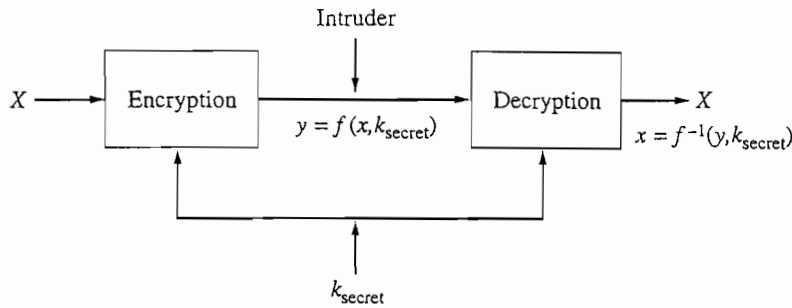 Intruder
X
Encryption
Decryption
X
y = f(x,k_secret)
x = f⁻¹(y,k_secret)
k_secret